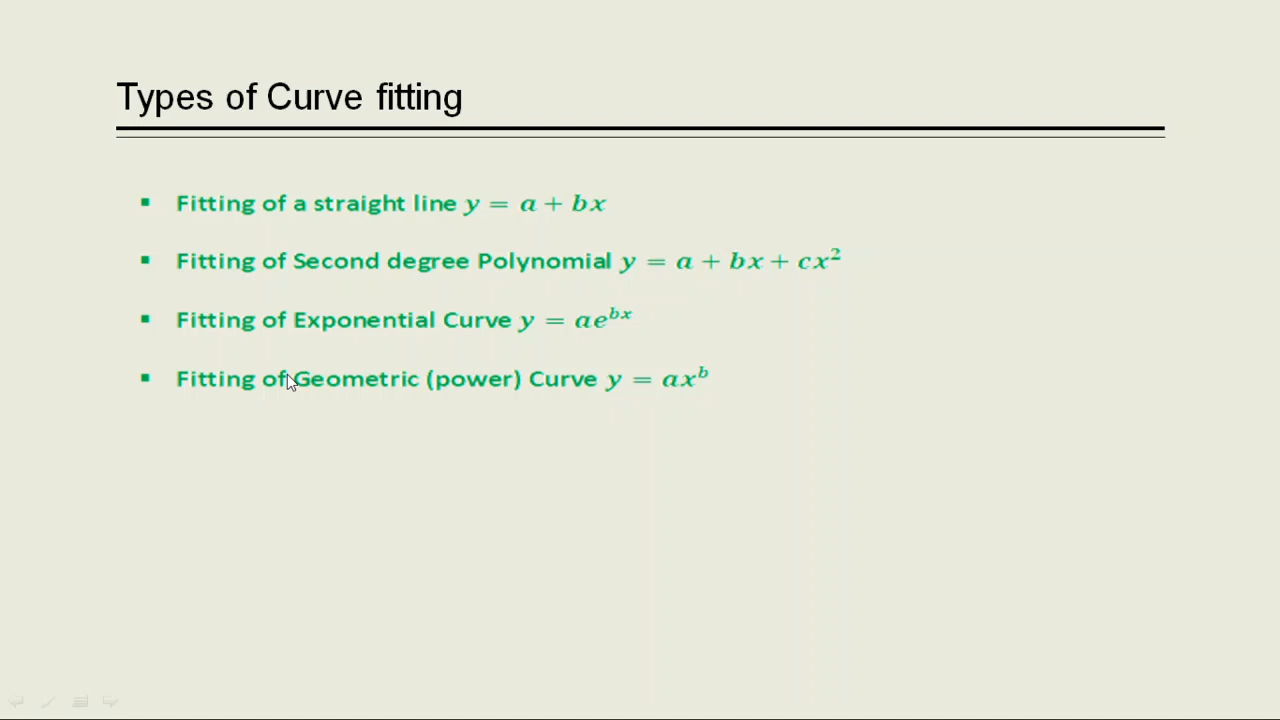 Types of Curve fitting
▪ Fitting of a straight line y = a + bx
▪ Fitting of Second degree Polynomial y = a + bx + cx²
▪ Fitting of Exponential Curve y = ae^{bx}
▪ Fitting of Geometric (power) Curve y = ax^b